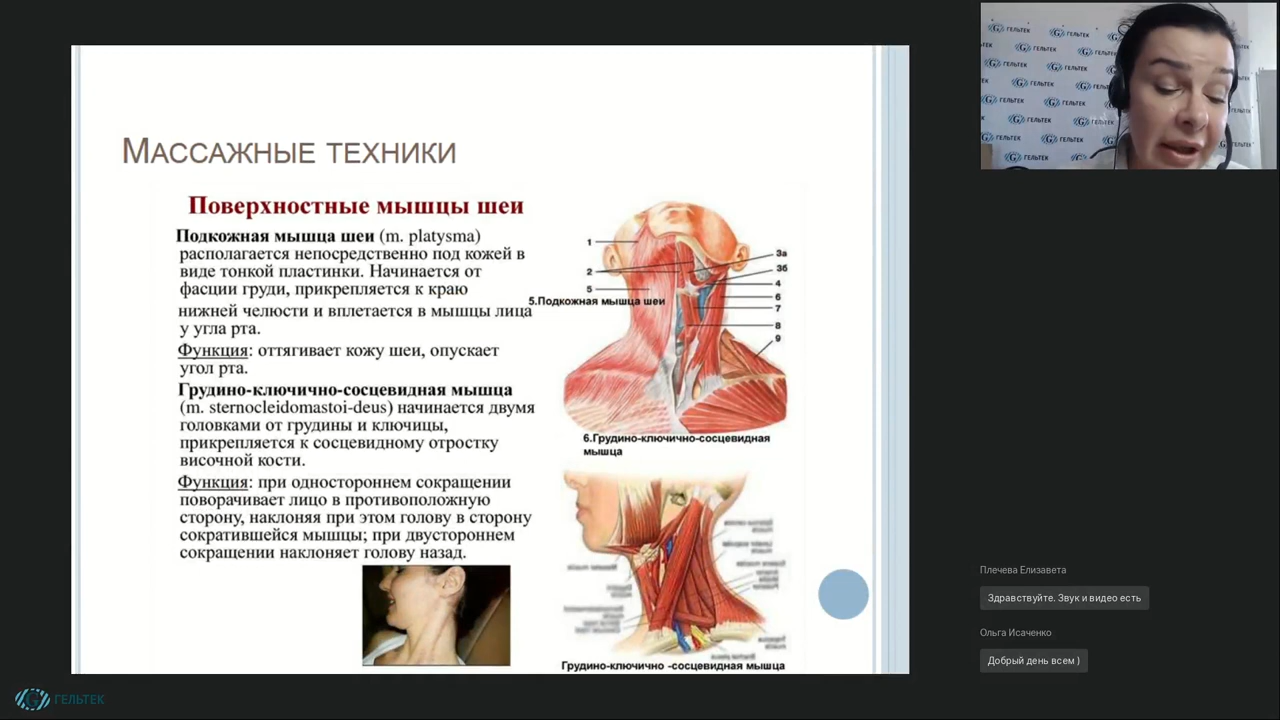 МАССАЖНЫЕ ТЕХНИКИ
Поверхностные мышцы шеи
Подкожная мышца шеи (m. platysma)
располагается непосредственно под кожей в
виде тонкой пластинки. Начинается от
фасции груди, прикрепляется к краю
нижней челюсти и вплетается в мышцы лица
у угла рта.
Функция: оттягивает кожу шеи, опускает
угол рта.
Грудино-ключично-сосцевидная мышца
(m. sternocleidomastoi-deus) начинается двумя
головками от грудины и ключицы,
прикрепляется к сосцевидному отростку
височной кости.
Функция: при одностороннем сокращении
поворачивает лицо в противоположную
сторону, наклоняя при этом голову в сторону
сократившейся мышцы; при двустороннем
сокращении наклоняет голову назад.
1
2
5
5.Подкожная мышца шеи
3а
3б
4
6
7
8
9
6.Грудино-ключично-сосцевидная
мышца
Грудино-ключично -сосцевидная мышца
ГЕЛЬТЕК
ГЕЛЬТЕК
Плечева Елизавета
Здравствуйте. Звук и видео есть
Ольга Исаченко
Добрый день всем )